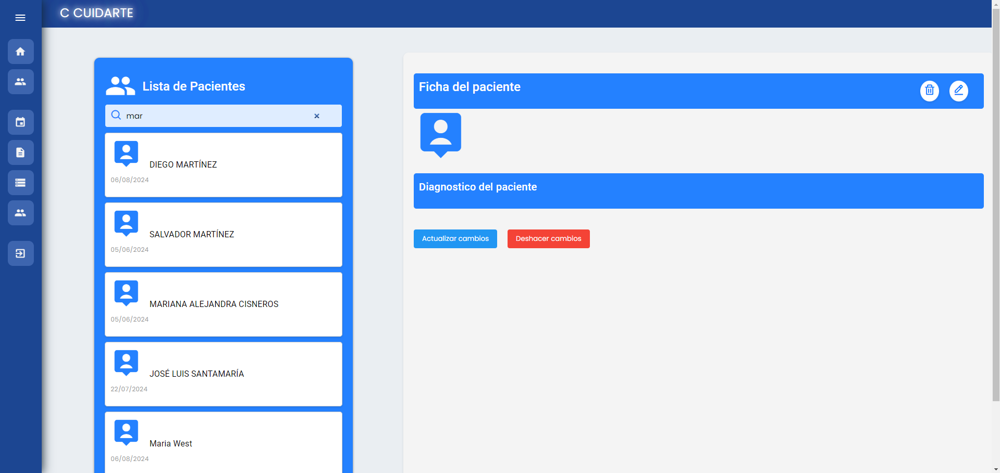 C CUIDARTE
Lista de Pacientes
mar
DIEGO MARTÍNEZ
06/08/2024
SALVADOR MARTÍNEZ
05/06/2024
MARIANA ALEJANDRA CISNEROS
05/06/2024
JOSÉ LUIS SANTAMARÍA
22/07/2024
Maria West
06/08/2024
Ficha del paciente
Diagnostico del paciente
Actualizar cambios
Deshacer cambios